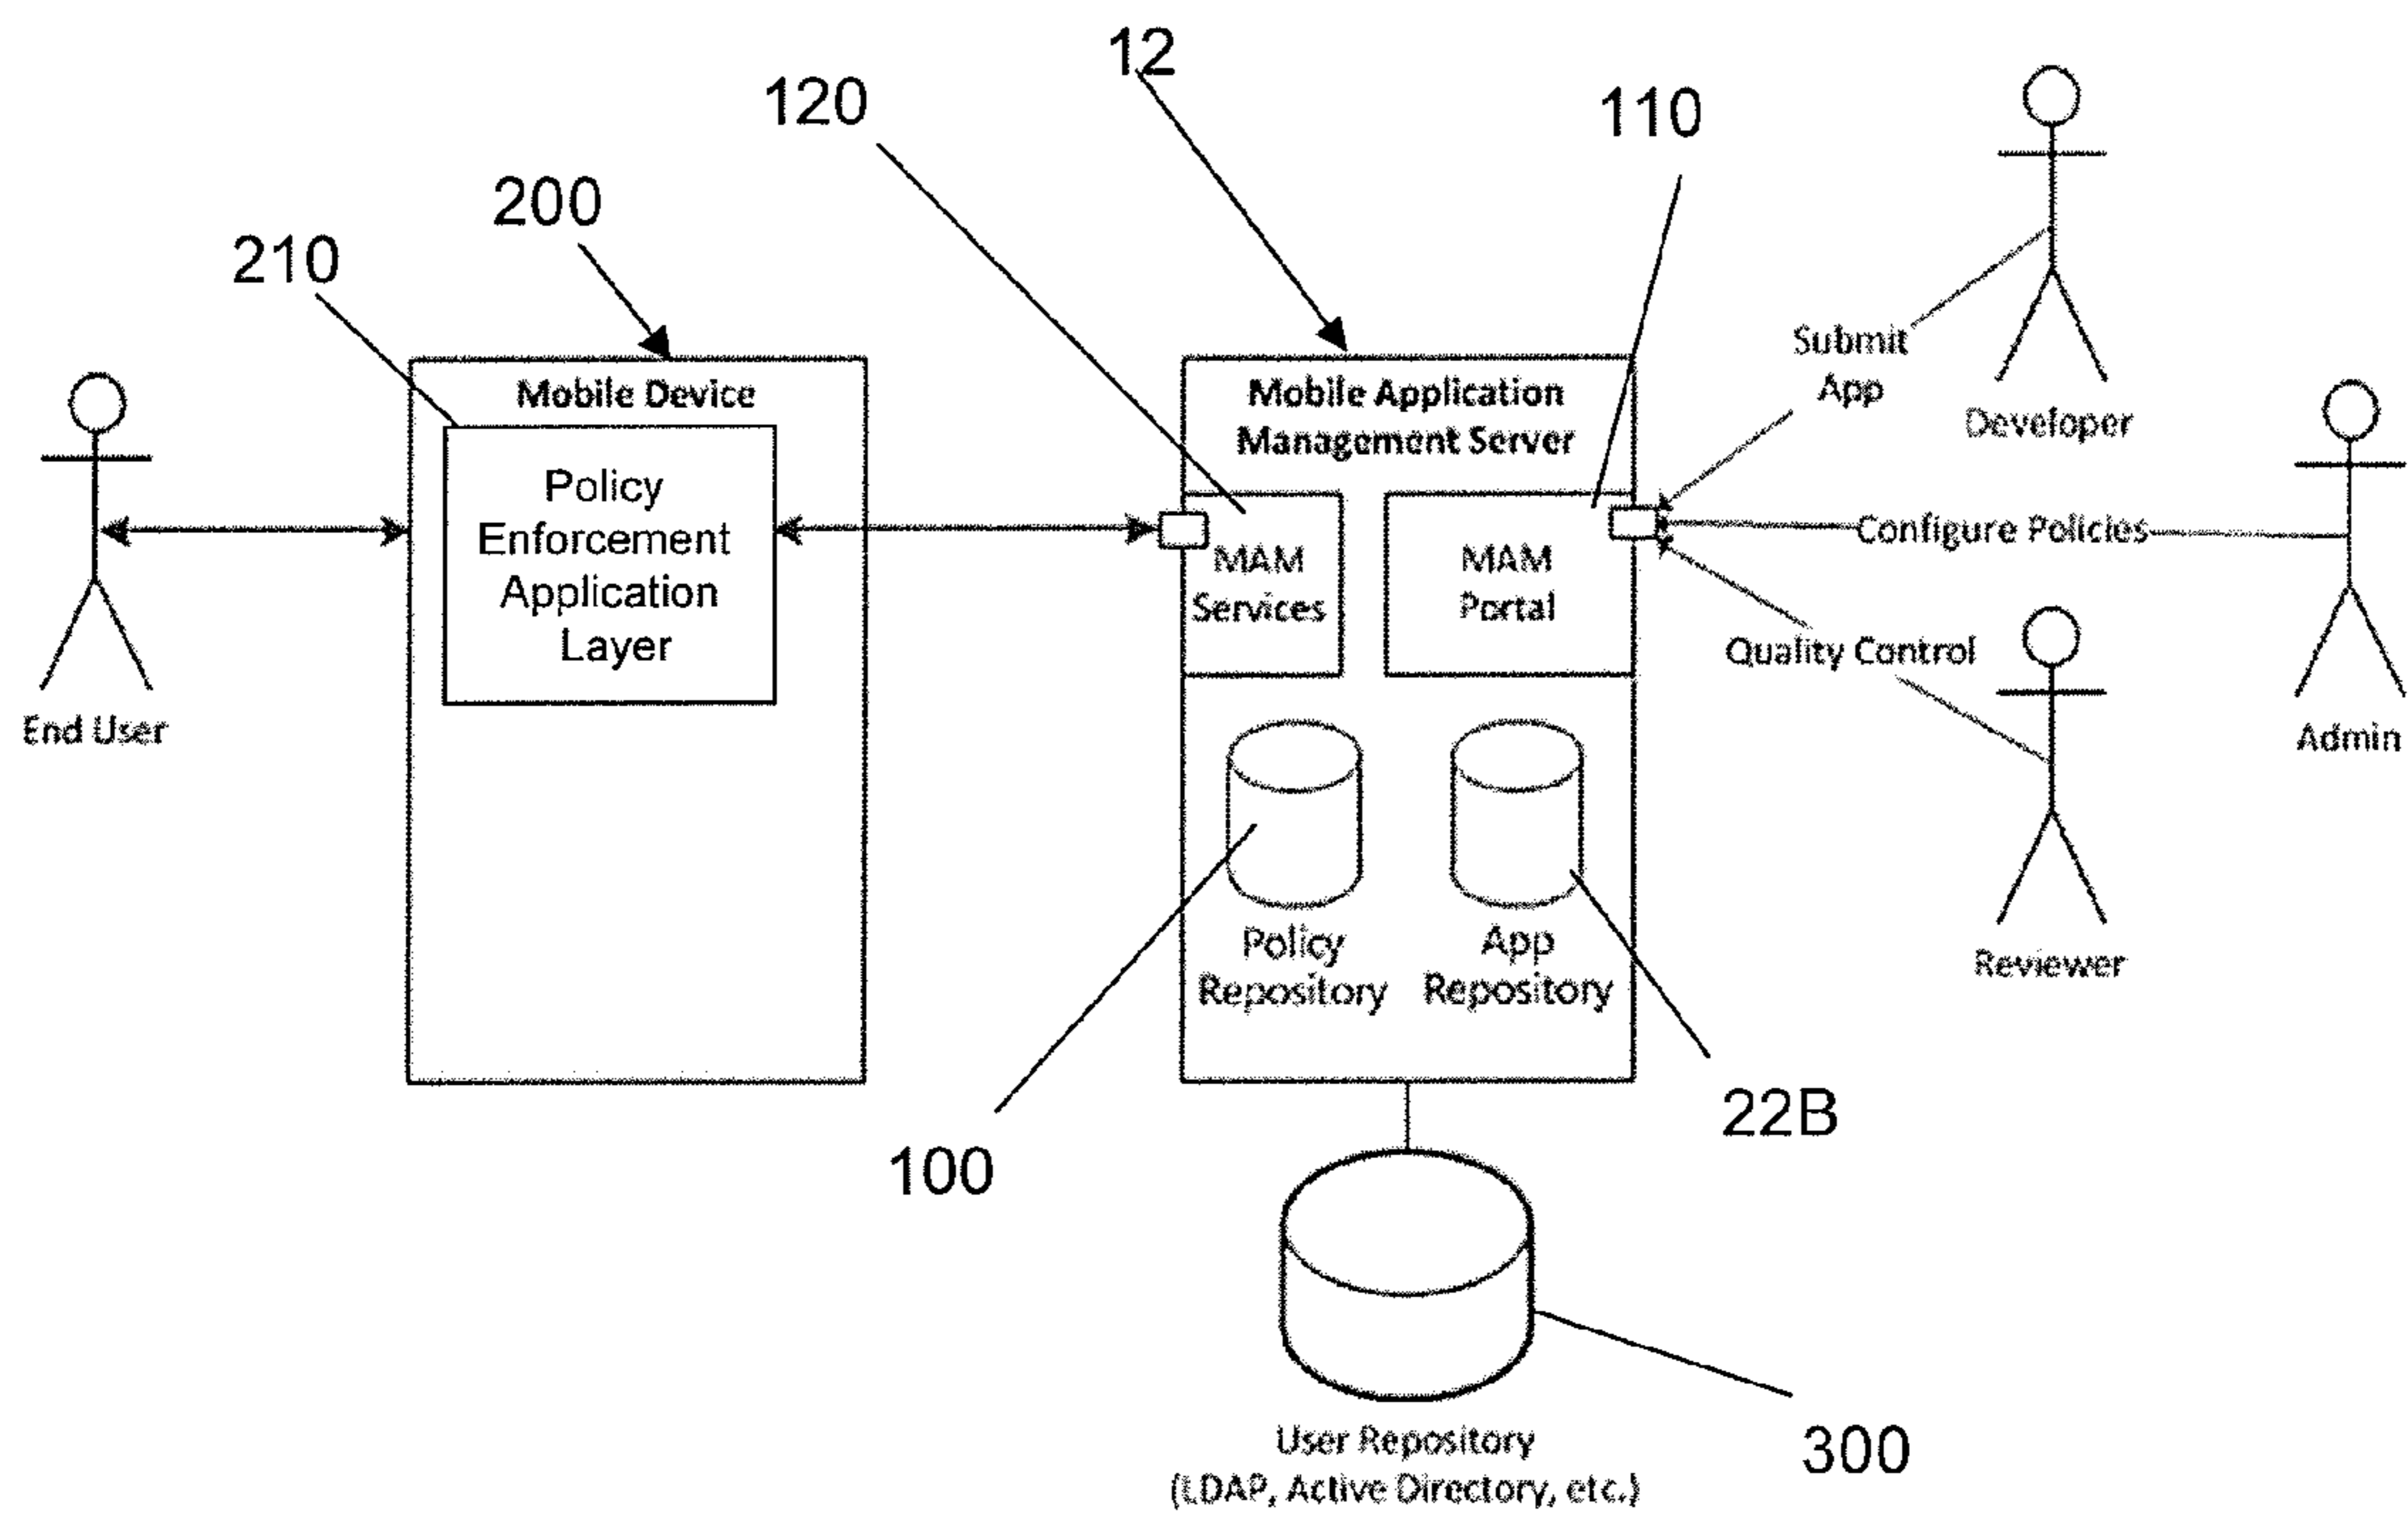 12
120
110
200
210
Mobile Device
Policy
Enforcement
Application
Layer
End User
Mobile Application
Management Server
MAM
Services
MAM
Portal
Submit
App
Developer
Configure Policies
Admin
Quality Control
Reviewer
Policy
Repository
App
Repository
100
22B
300
User Repository
(LDAP, Active Directory, etc.)